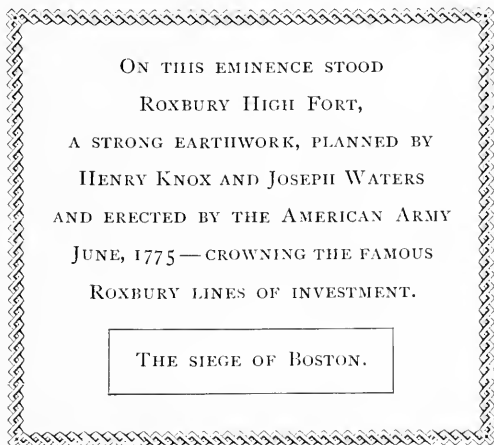 On this eminence stood
Roxbury High Fort,
a strong earthwork, planned by
Henry Knox and Joseph Waters
and erected by the American Army
June, 1775—crowning the famous
Roxbury lines of investment.
The siege of Boston.